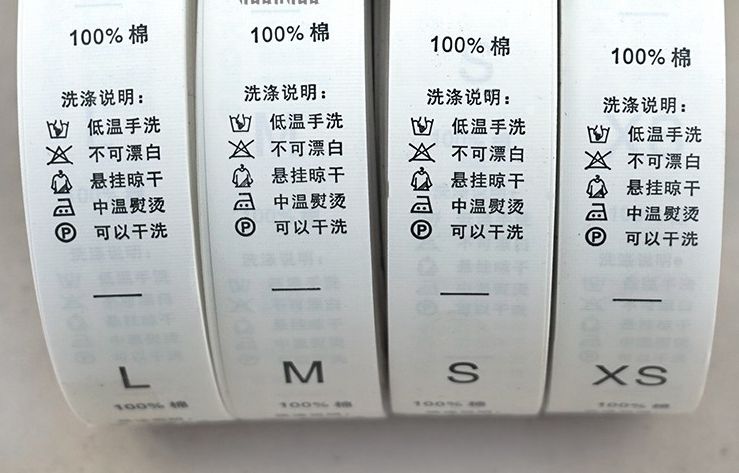 100% 棉
洗涤说明：
低温手洗
不可漂白
悬挂晾干
中温熨烫
P 可以干洗
L
100% 棉
100% 棉
洗涤说明：
低温手洗
不可漂白
悬挂晾干
中温熨烫
P 可以干洗
M
100% 棉
100% 棉
洗涤说明：
低温手洗
不可漂白
悬挂晾干
中温熨烫
P 可以干洗
S
100% 棉
100% 棉
洗涤说明：
低温手洗
不可漂白
悬挂晾干
中温熨烫
P 可以干洗
XS
100% 棉